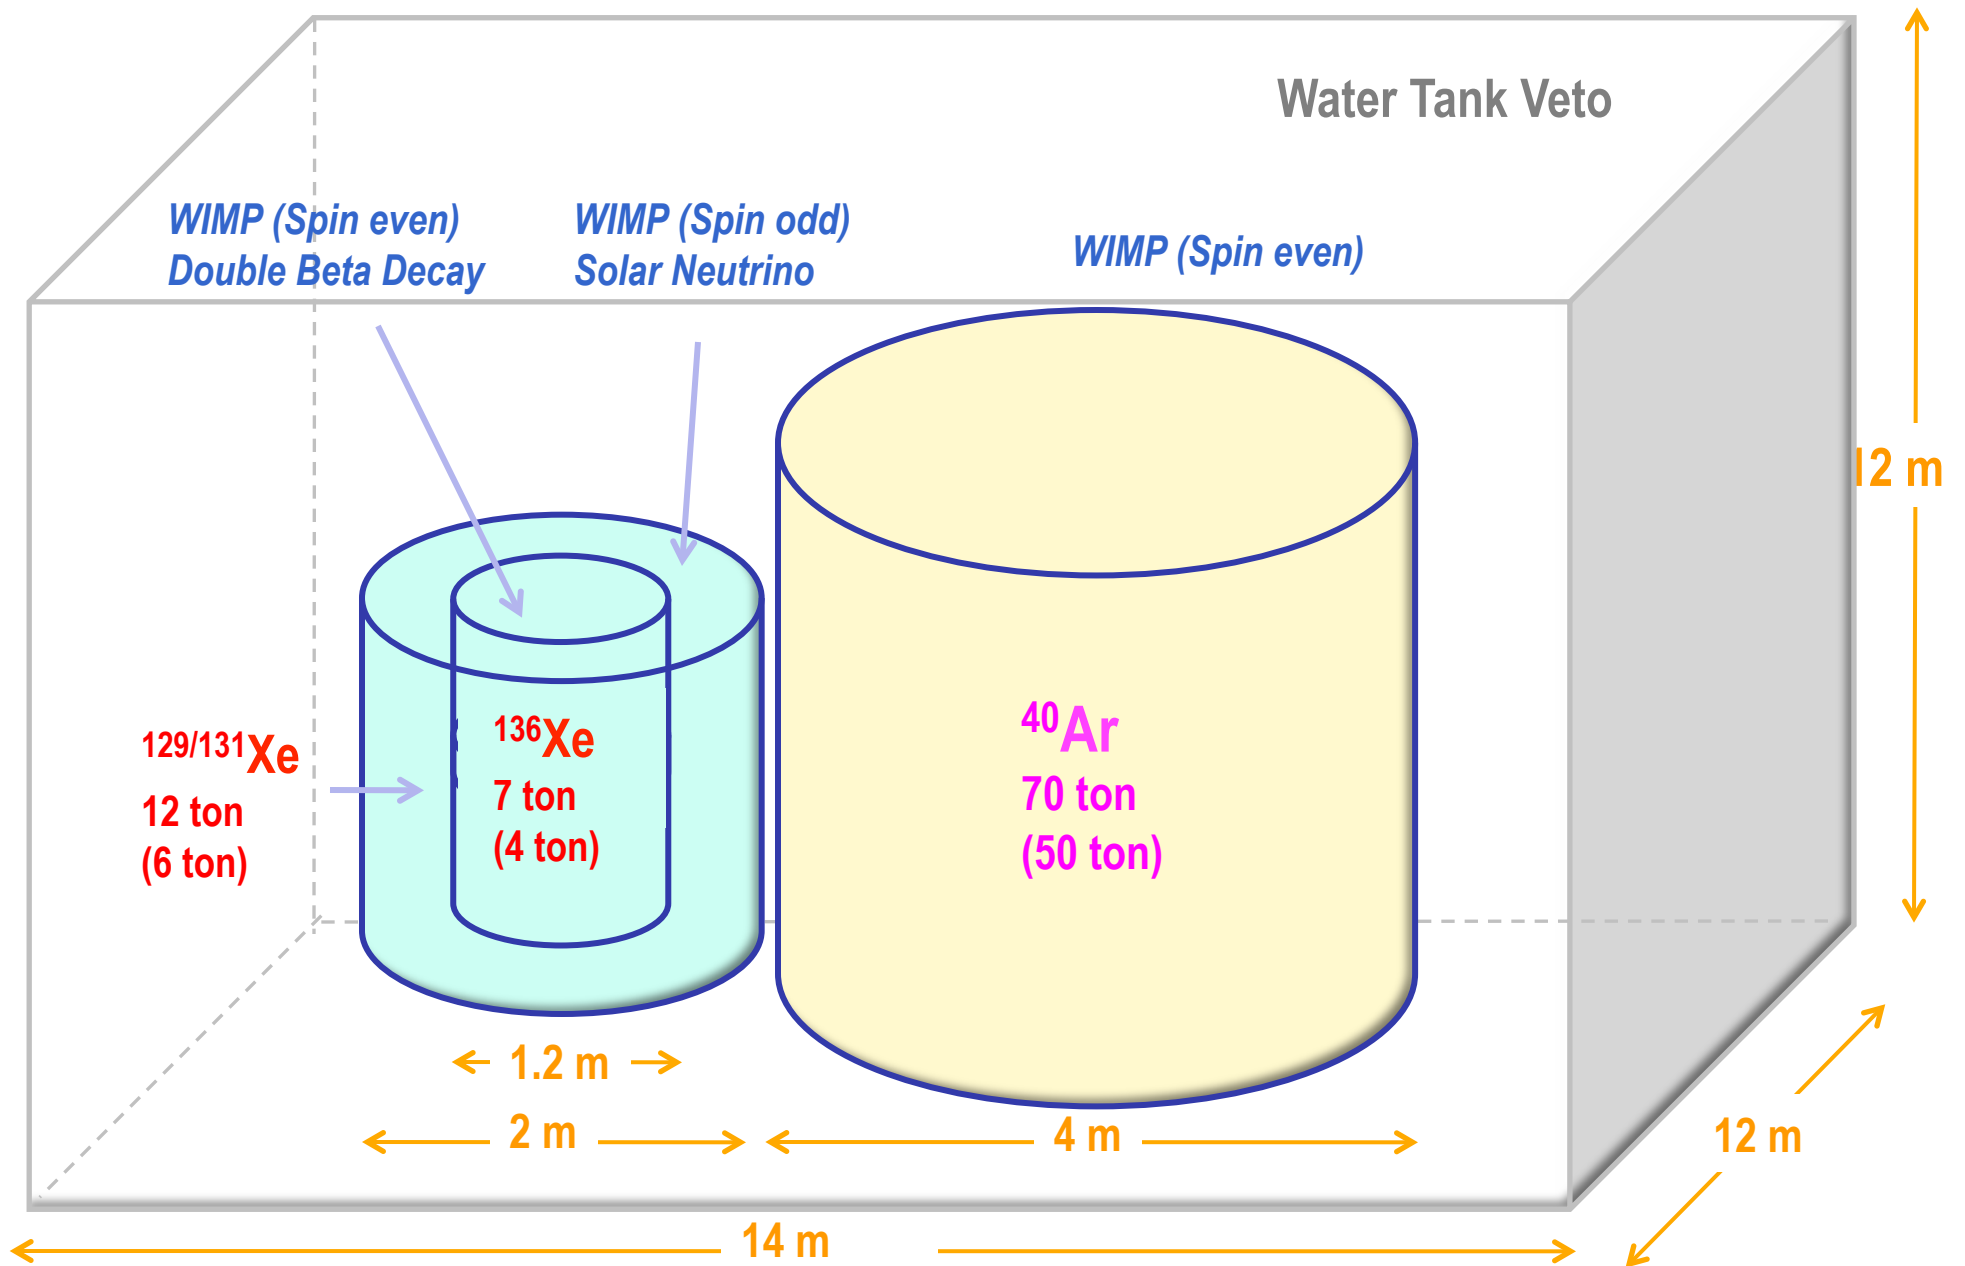 Water Tank Veto
WIMP (Spin even)
Double Beta Decay
WIMP (Spin odd)
Solar Neutrino
WIMP (Spin even)
12 m
129/131Xe
12 ton
(6 ton)
136Xe
7 ton
(4 ton)
40Ar
70 ton
(50 ton)
1.2 m
2 m
4 m
12 m
14 m